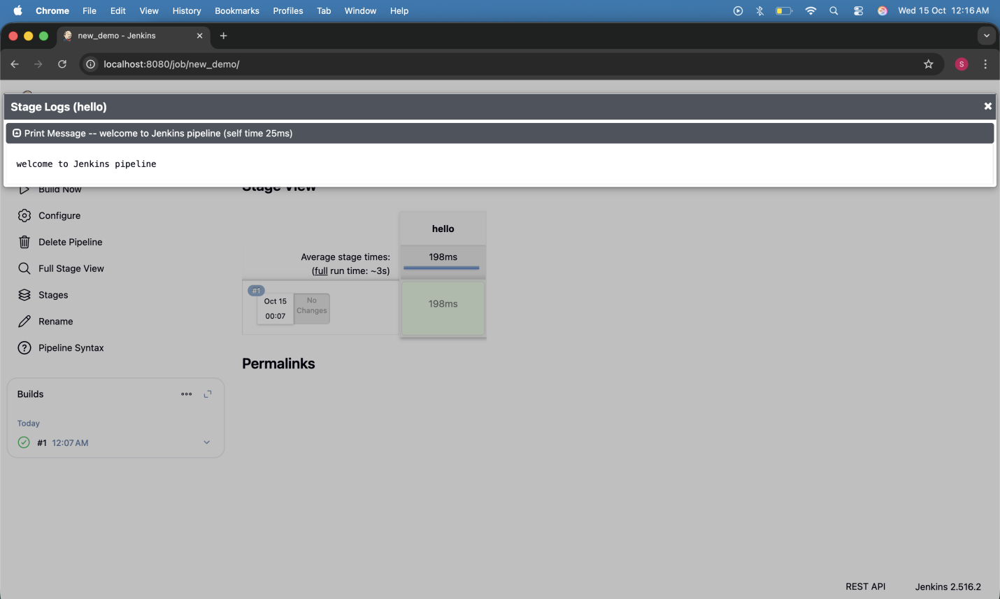 Chrome File Edit View History Bookmarks Profiles Tab Window Help Wed 15 Oct 12:16 AM
new_demo - Jenkins
localhost:8080/job/new_demo/ S
Stage Logs (hello)
Print Message -- welcome to Jenkins pipeline (self time 25ms)
welcome to Jenkins pipeline
Build Now
Configure
Delete Pipeline
Full Stage View
Stages
Rename
Pipeline Syntax
Builds
Today
#1 12:07 AM
Stage View
hello
Average stage times:
(full run time: ~3s)
198ms
#1
Oct 15
00:07
No
Changes
198ms
Permalinks
REST API Jenkins 2.516.2